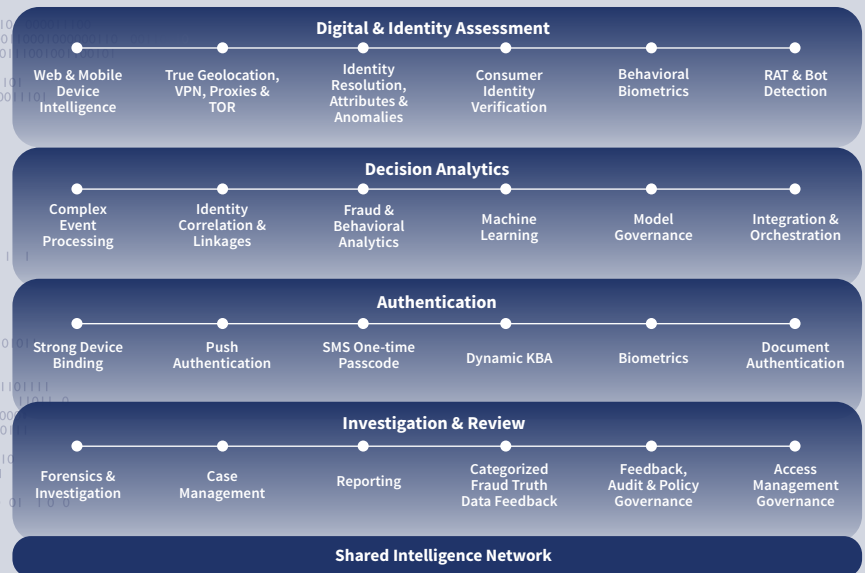 Digital & Identity Assessment
Web & Mobile
Device
Intelligence
True Geolocation,
VPN, Proxies &
TOR
Identity
Resolution,
Attributes &
Anomalies
Consumer
Identity
Verification
Behavioral
Biometrics
RAT & Bot
Detection
Decision Analytics
Complex
Event
Processing
Identity
Correlation &
Linkages
Fraud &
Behavioral
Analytics
Machine
Learning
Model
Governance
Integration &
Orchestration
Authentication
Strong Device
Binding
Push
Authentication
SMS One-time
Passcode
Dynamic KBA
Biometrics
Document
Authentication
Investigation & Review
Forensics &
Investigation
Case
Management
Reporting
Categorized
Fraud Truth
Data Feedback
Feedback,
Audit & Policy
Governance
Access
Management
Governance
Shared Intelligence Network